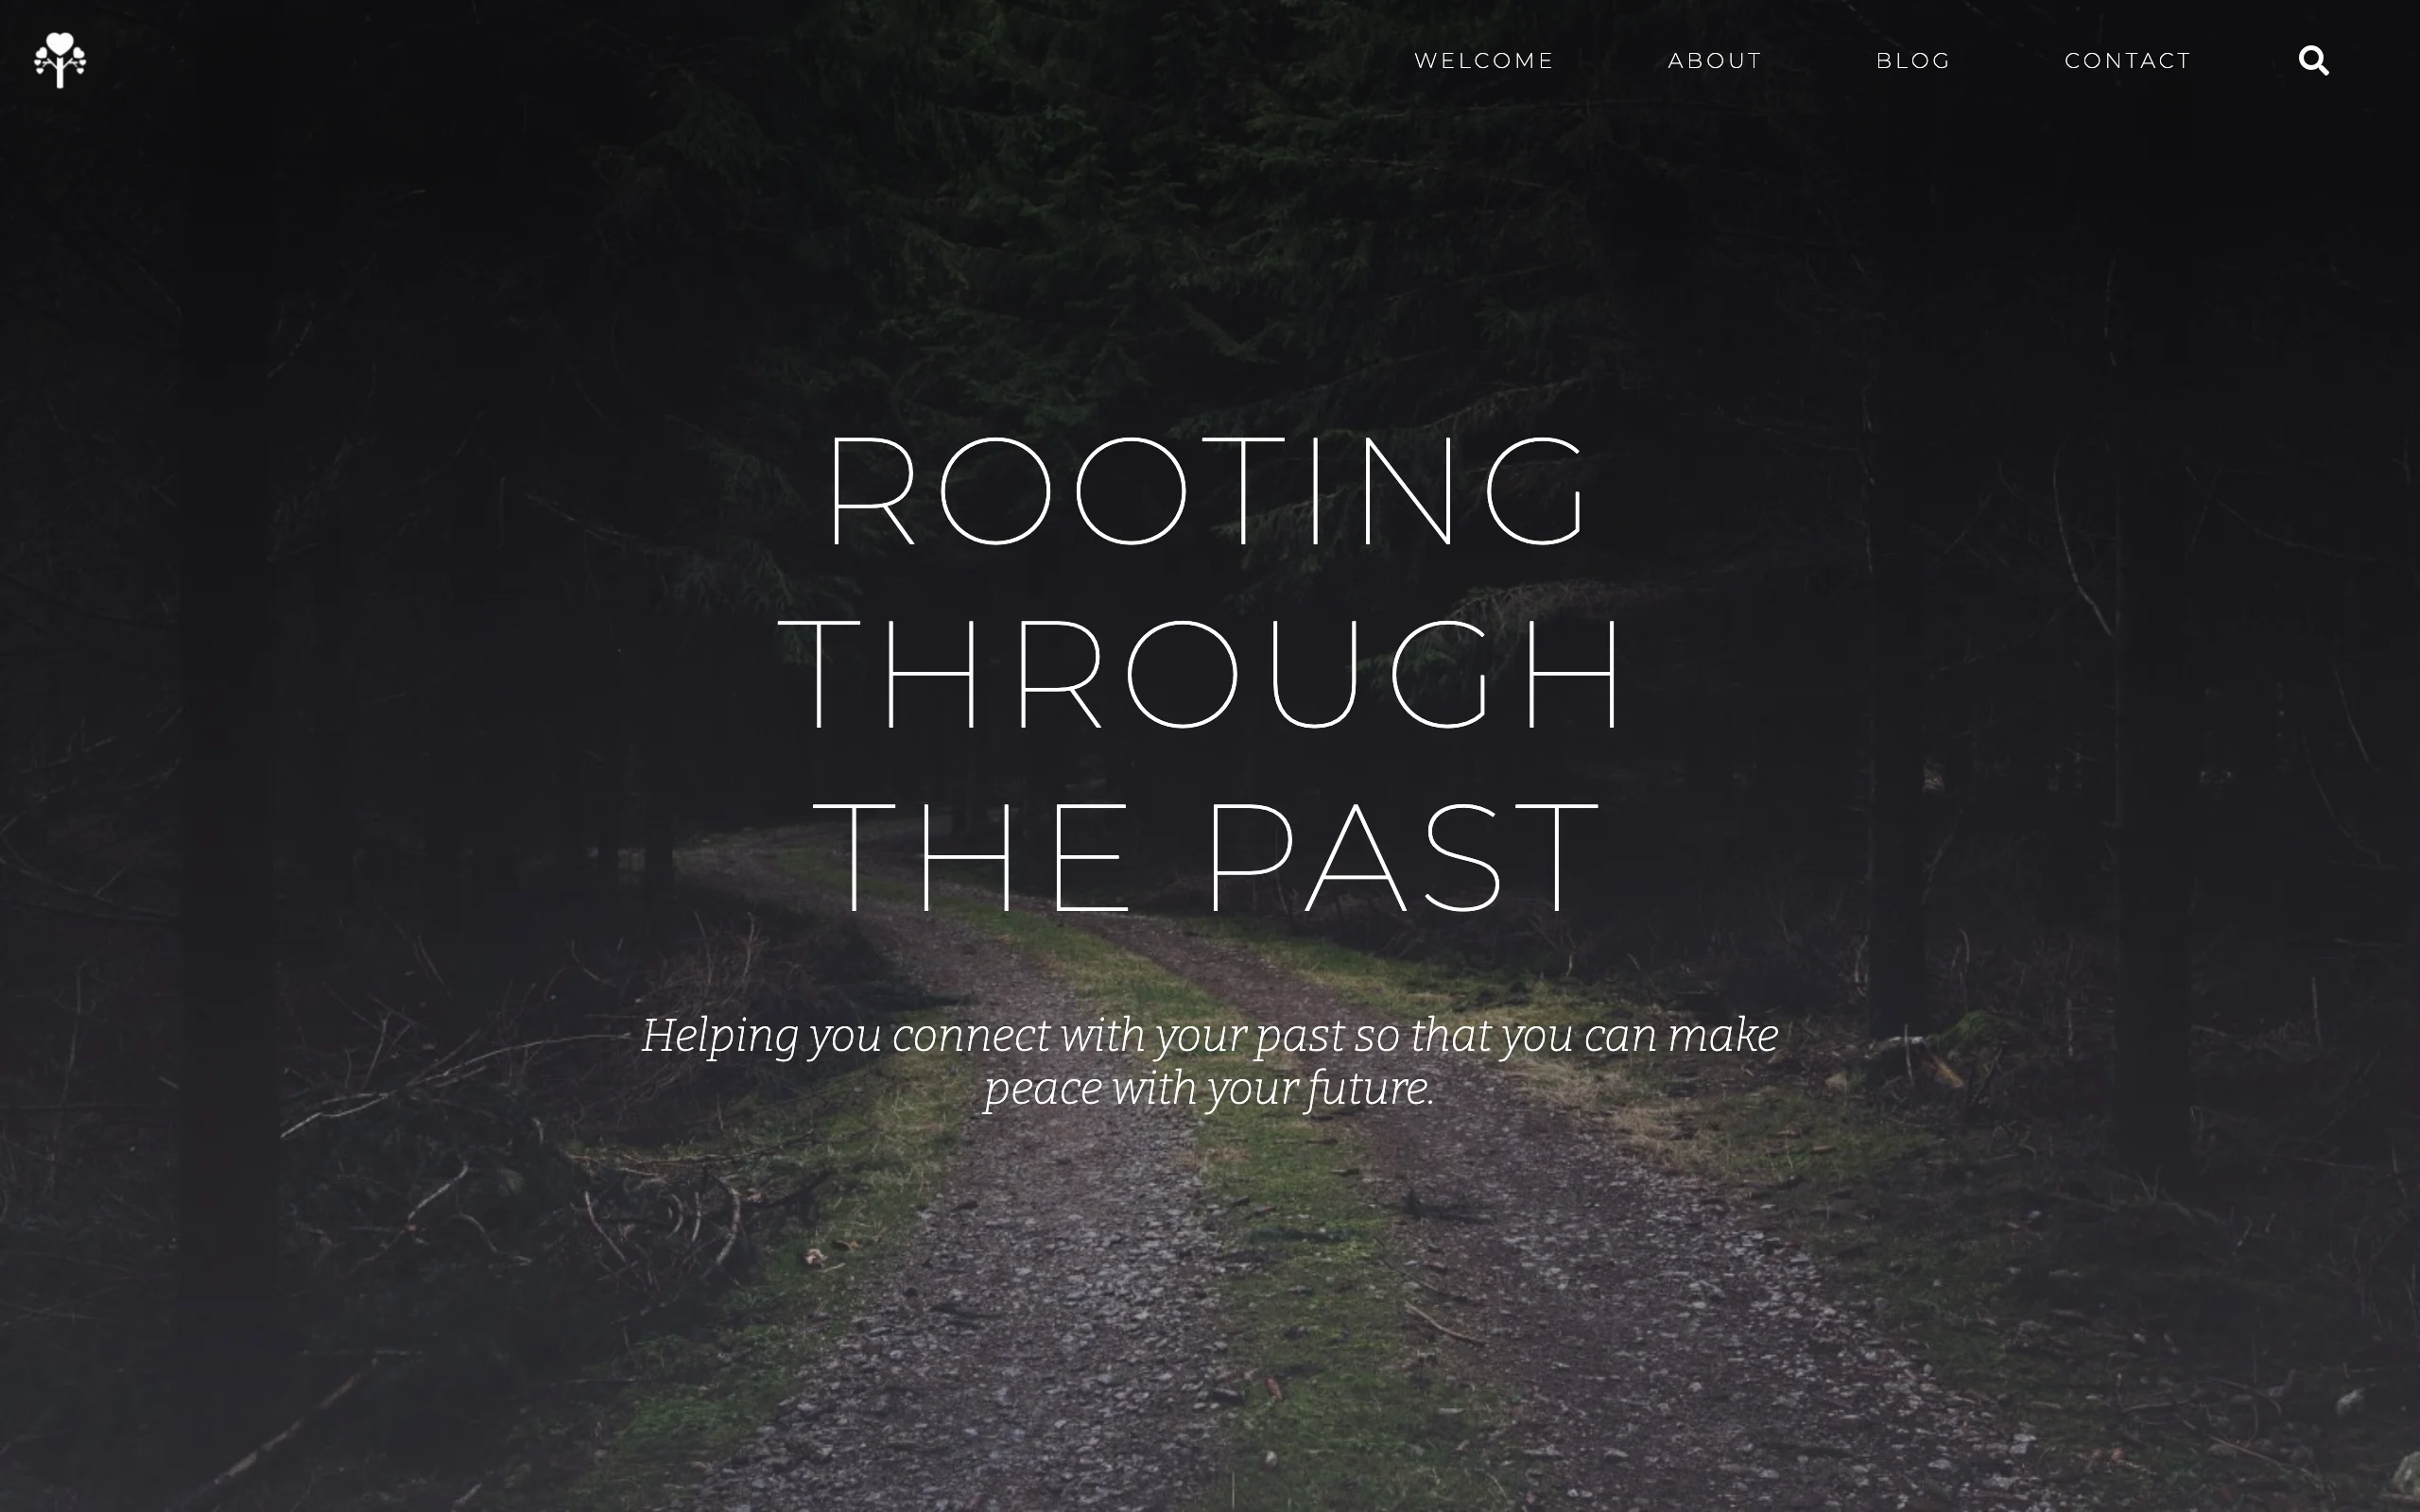 WELCOME ABOUT BLOG CONTACT
ROOTING
THROUGH
THE PAST
Helping you connect with your past so that you can make
peace with your future.